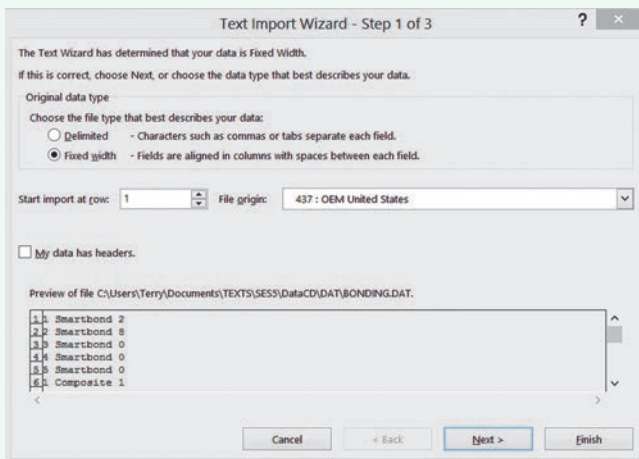 Text Import Wizard - Step 1 of 3
? ×
The Text Wizard has determined that your data is Fixed Width.
If this is correct, choose Next, or choose the data type that best describes your data.
Original data type
Choose the file type that best describes your data:
Delimited - Characters such as commas or tabs separate each field.
Fixed width - Fields are aligned in columns with spaces between each field.
Start import at row: 1 File origin: 437 : OEM United States
My data has headers.
Preview of file C:\Users\Terry\Documents\TEXTS\SES5\DataCD\DAT\BONDING.DAT.
1 1 Smartbond 2
2 2 Smartbond 8
3 3 Smartbond 0
4 4 Smartbond 0
5 5 Smartbond 0
6 1 Composite 1
Cancel < Back Next > Finish